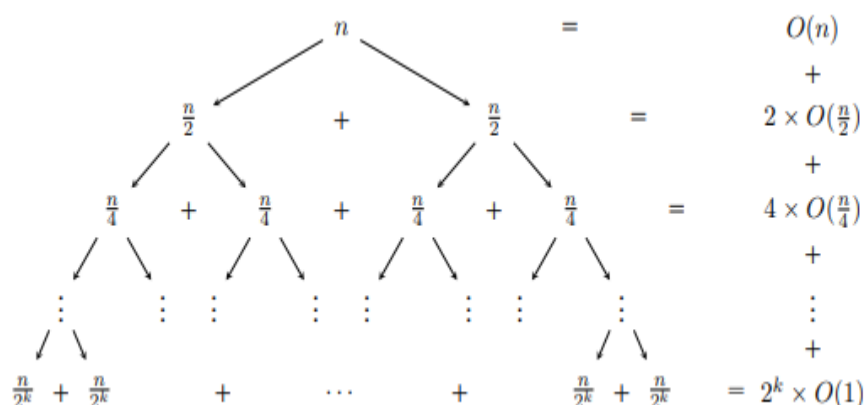 n = O(n)
+
n/2 + n/2 = 2 × O(n/2)
+
n/4 + n/4 + n/4 + n/4 = 4 × O(n/4)
+
⋮ ⋮ ⋮ ⋮ ⋮ ⋮ ⋮ ⋮ ⋮
+
n/2^k + n/2^k + ⋯ + n/2^k + n/2^k = 2^k × O(1)